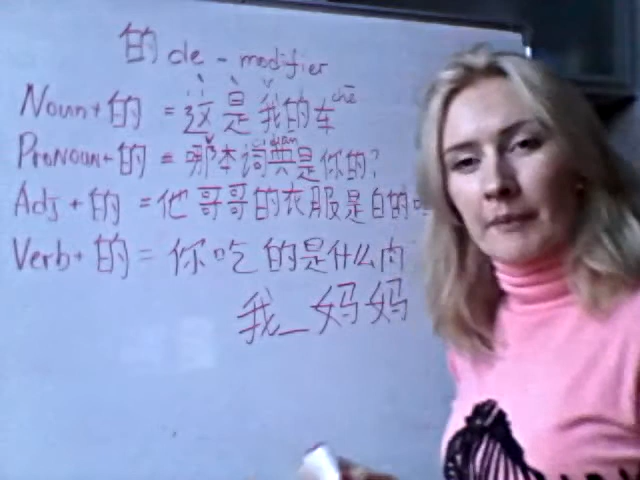 的 de - modifier
Noun+的 = 这是我的车 chē
Pronoun+的 = 哪本词典是你的? diǎn
Adj+的 = 他哥哥的衣服是白的
Verb+的 = 你吃的是什么肉
我_妈妈